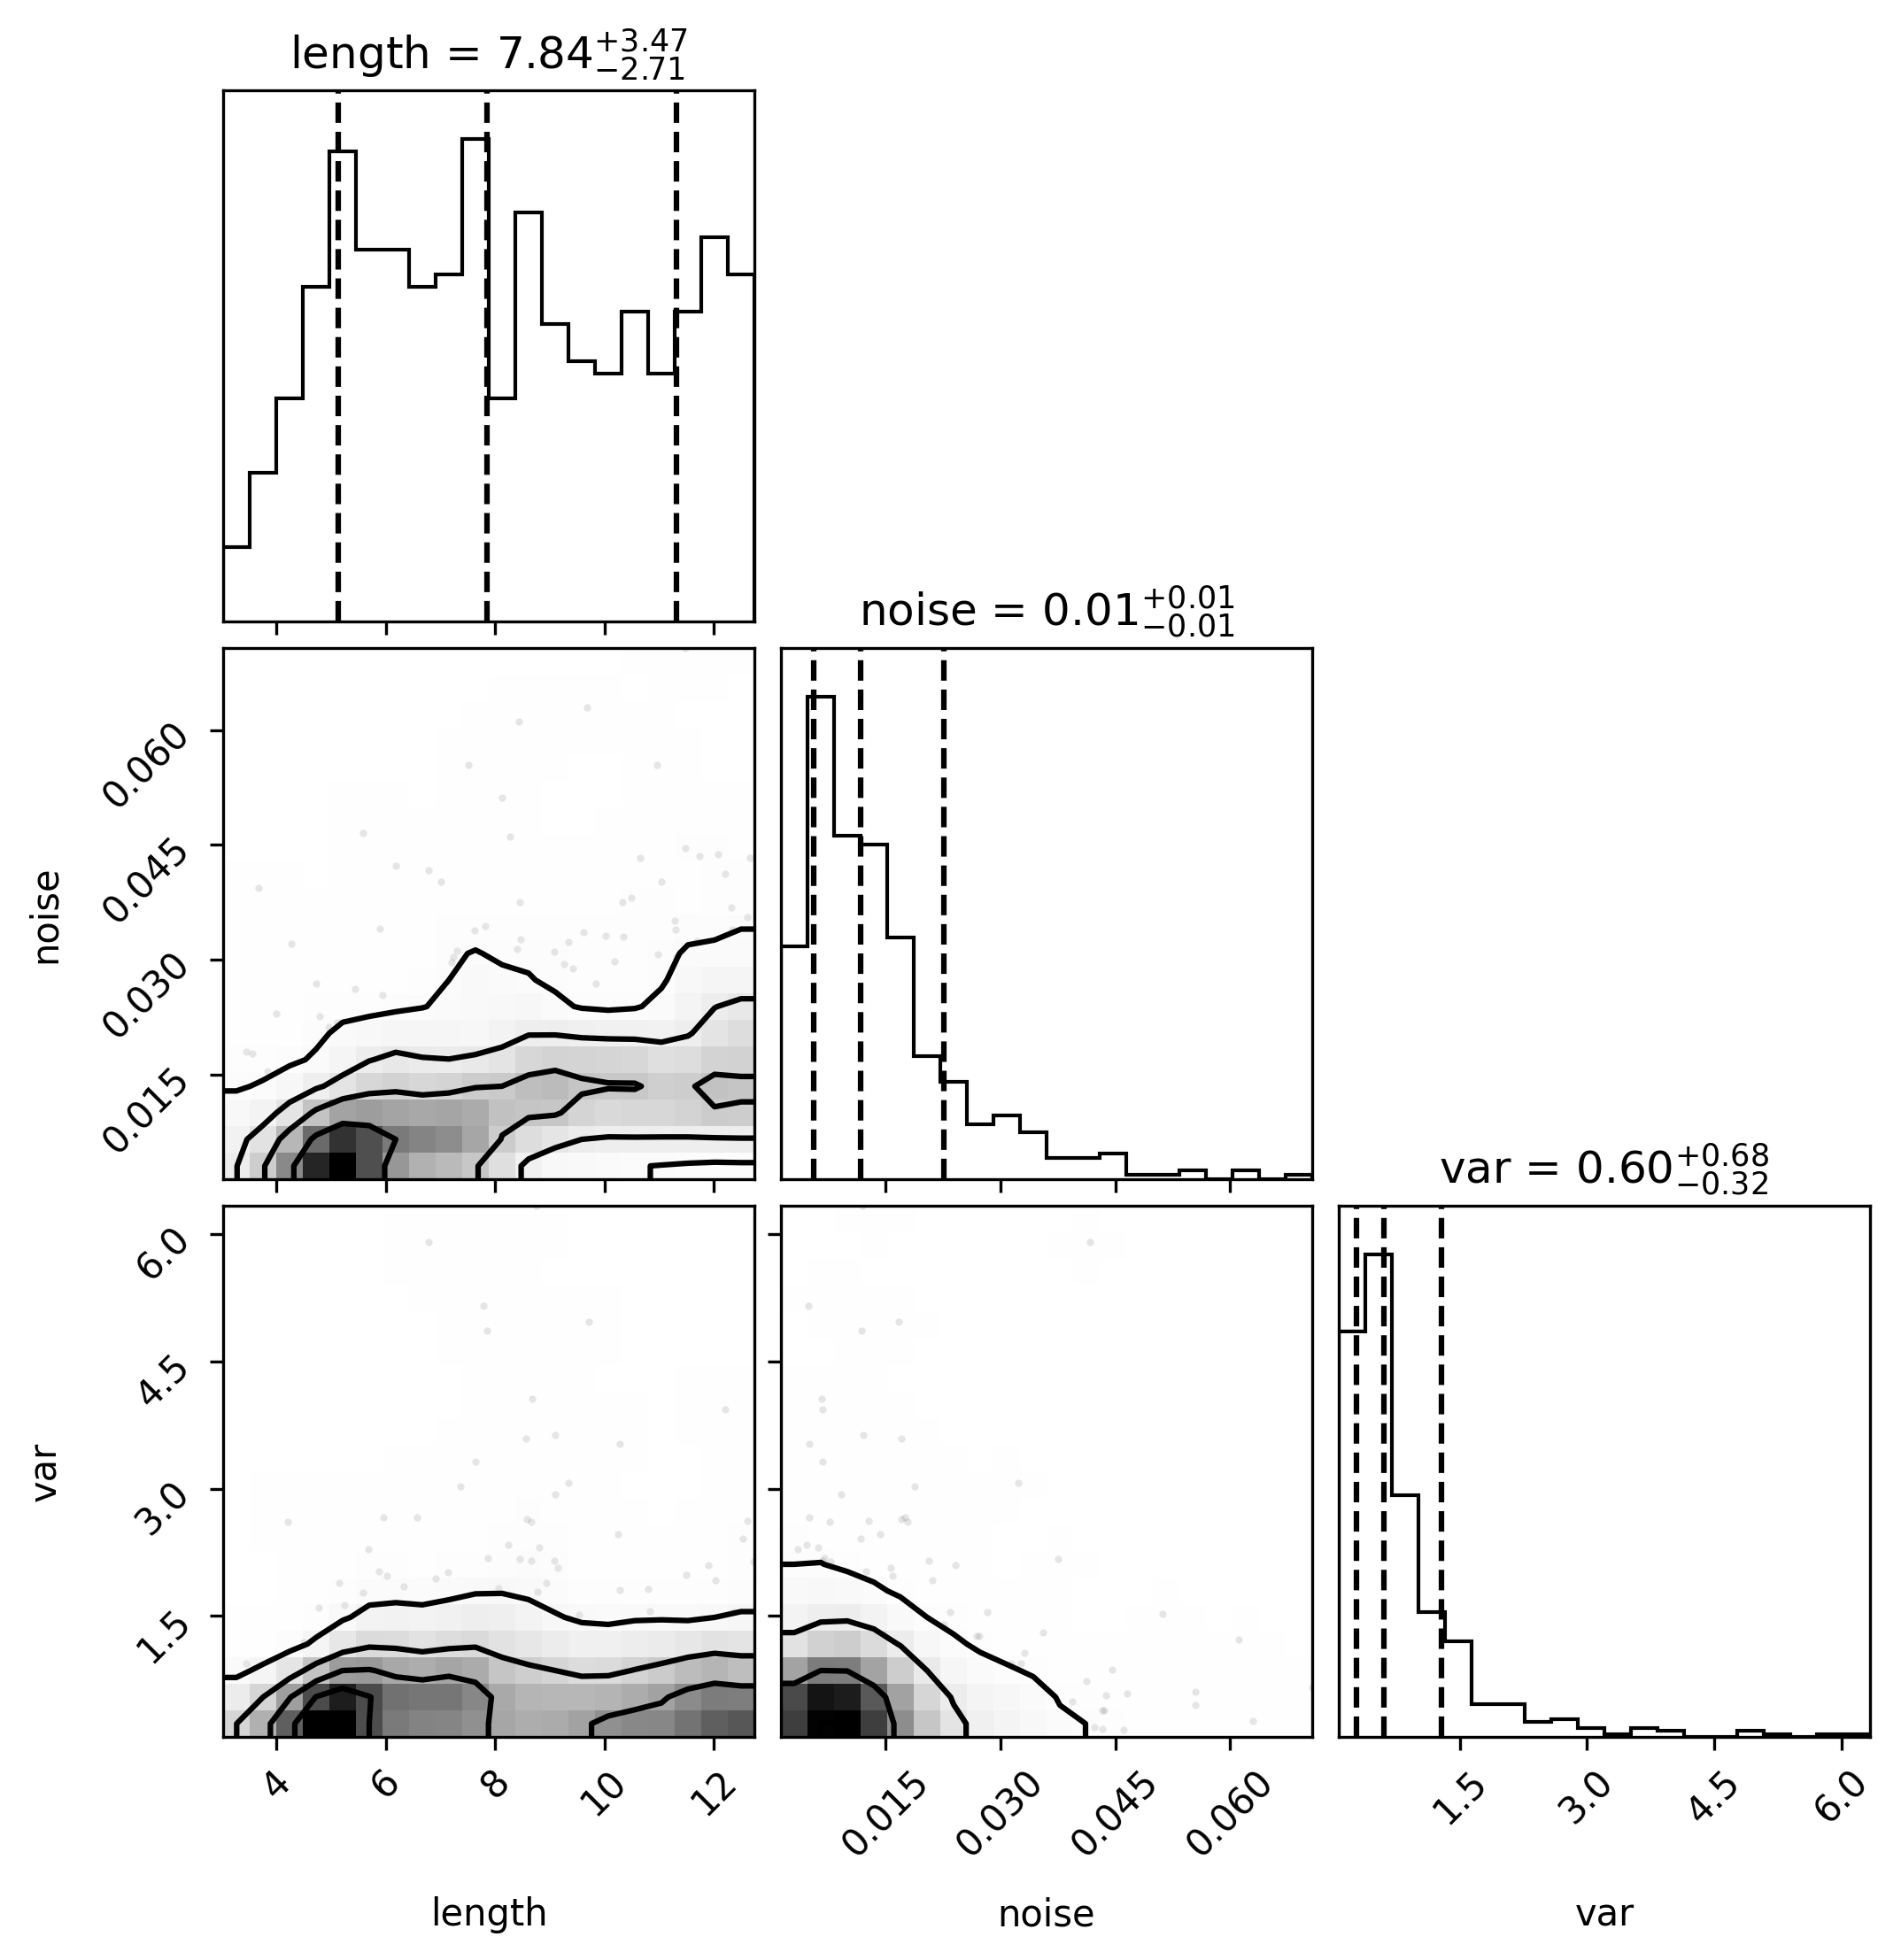 length = 7.84 +3.47 −2.71
noise = 0.01 +0.01 −0.01
noise
0.060
0.045
0.030
0.015
var = 0.60 +0.68 −0.32
var
6.0
4.5
3.0
1.5
4 6 8 10 12
0.015 0.030 0.045 0.060
1.5 3.0 4.5 6.0
length noise var